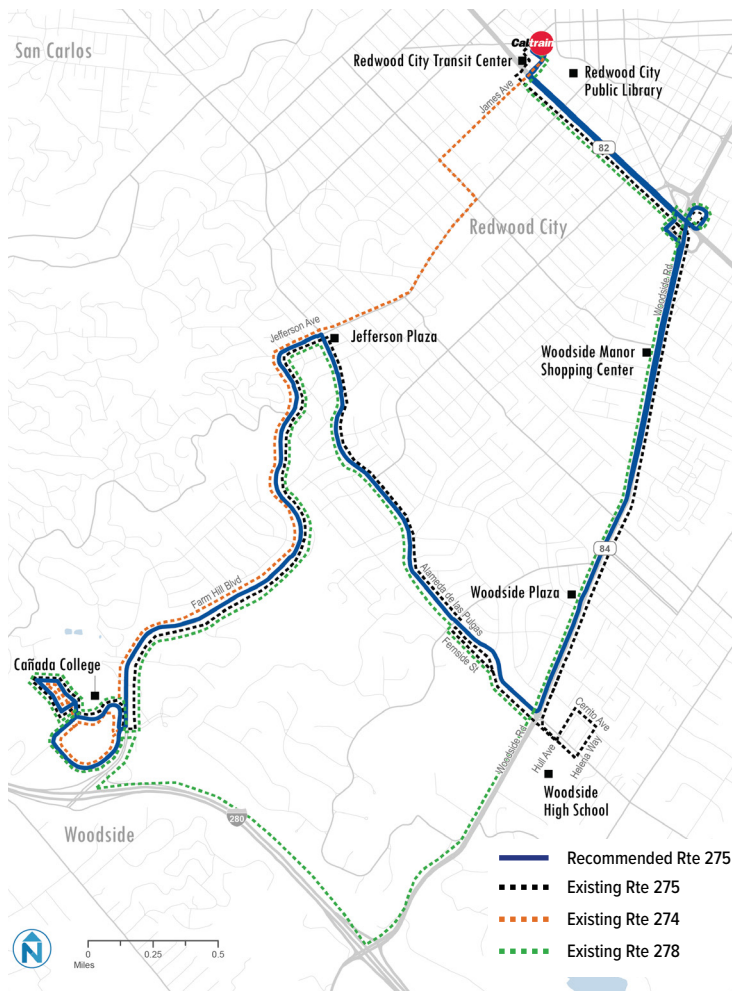 San Carlos
Caltrain
Redwood City Transit Center
Redwood City
Public Library
James Ave
82
Redwood City
Woodside Rd
Jefferson Ave
Jefferson Plaza
Woodside Manor
Shopping Center
84
Farm Hill Blvd
Alameda de las Pulgas
Woodside Plaza
Fernside St
Cañada College
Cerrito Ave
Woodside Rd
Hull Ave
Helena Way
Woodside
High School
280
Woodside
Recommended Rte 275
Existing Rte 275
Existing Rte 274
Existing Rte 278
N
0 0.25 0.5
Miles